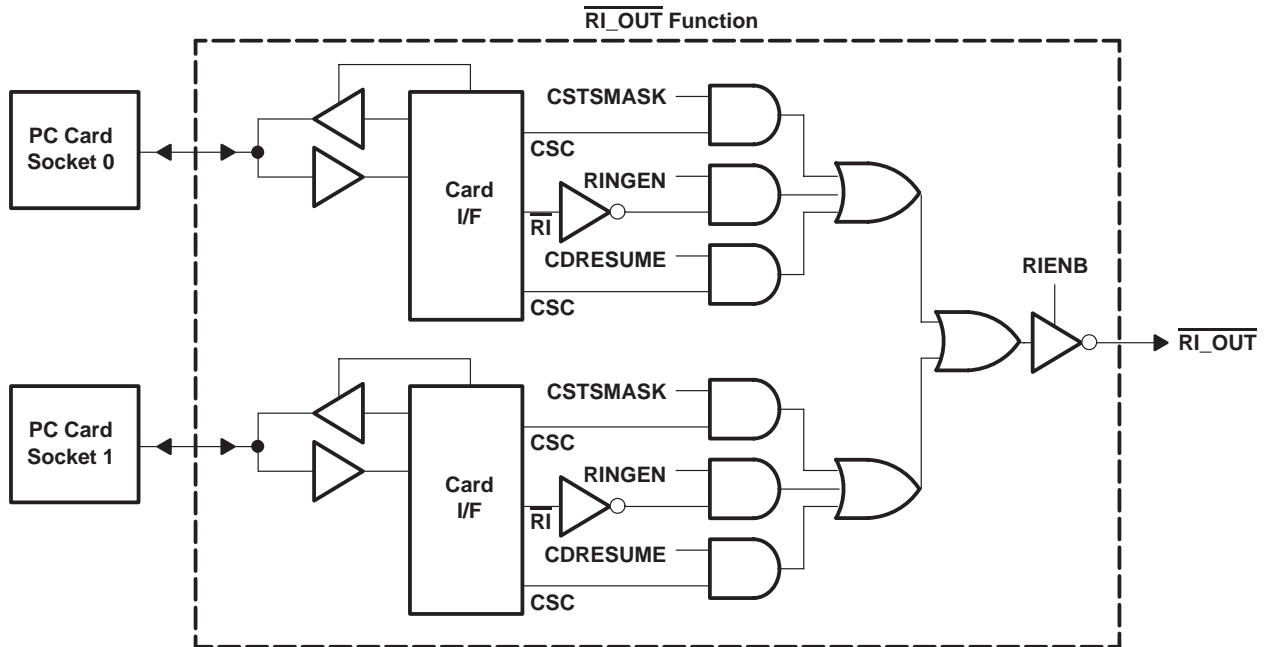 RI_OUT Function
PC Card
Socket 0
Card
I/F
CSTSMASK
CSC
RINGEN
RI
CDRESUME
CSC
RIENB
RI_OUT
PC Card
Socket 1
Card
I/F
CSTSMASK
CSC
RINGEN
RI
CDRESUME
CSC